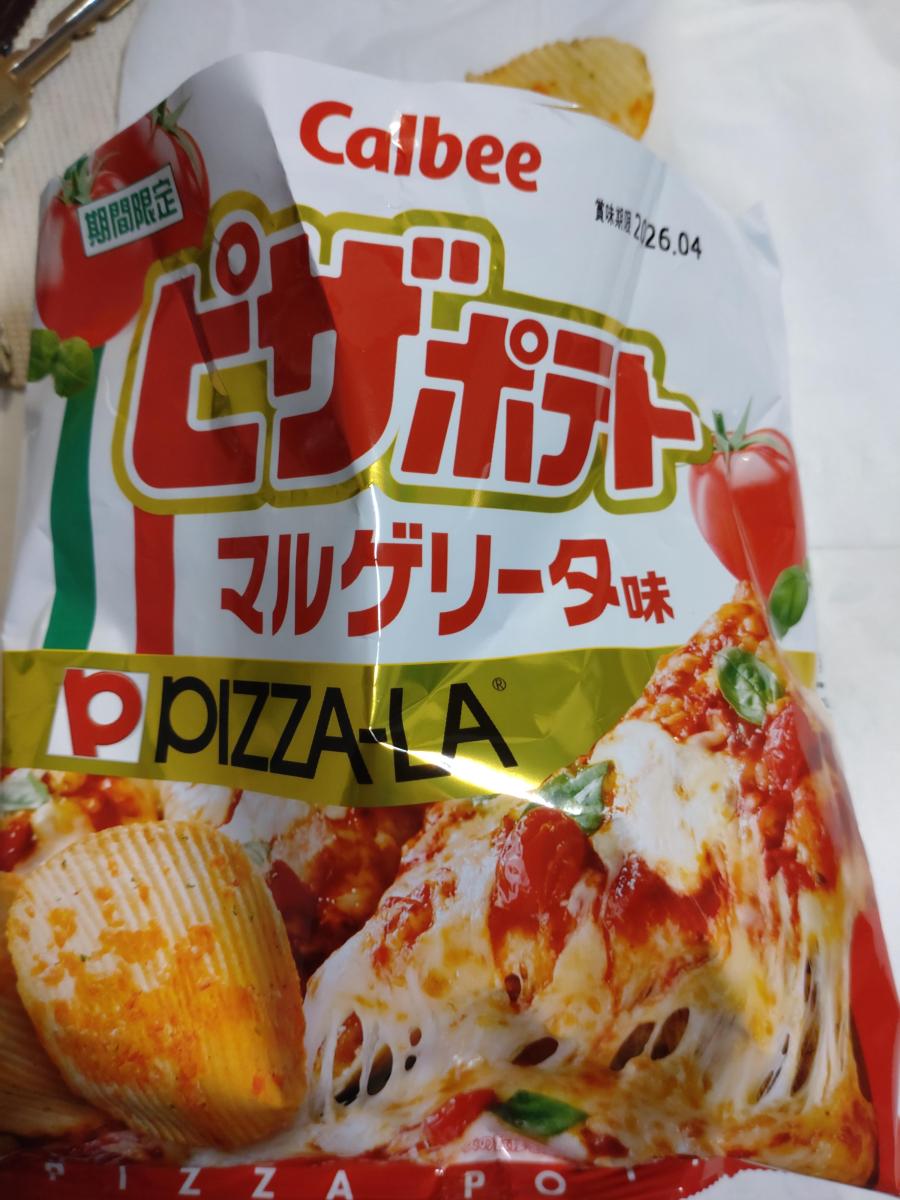 Calbee
期間限定
賞味期限 2026.04
ピザポテト
マルゲリータ味
P PIZZA-LA®
PIZZA PO